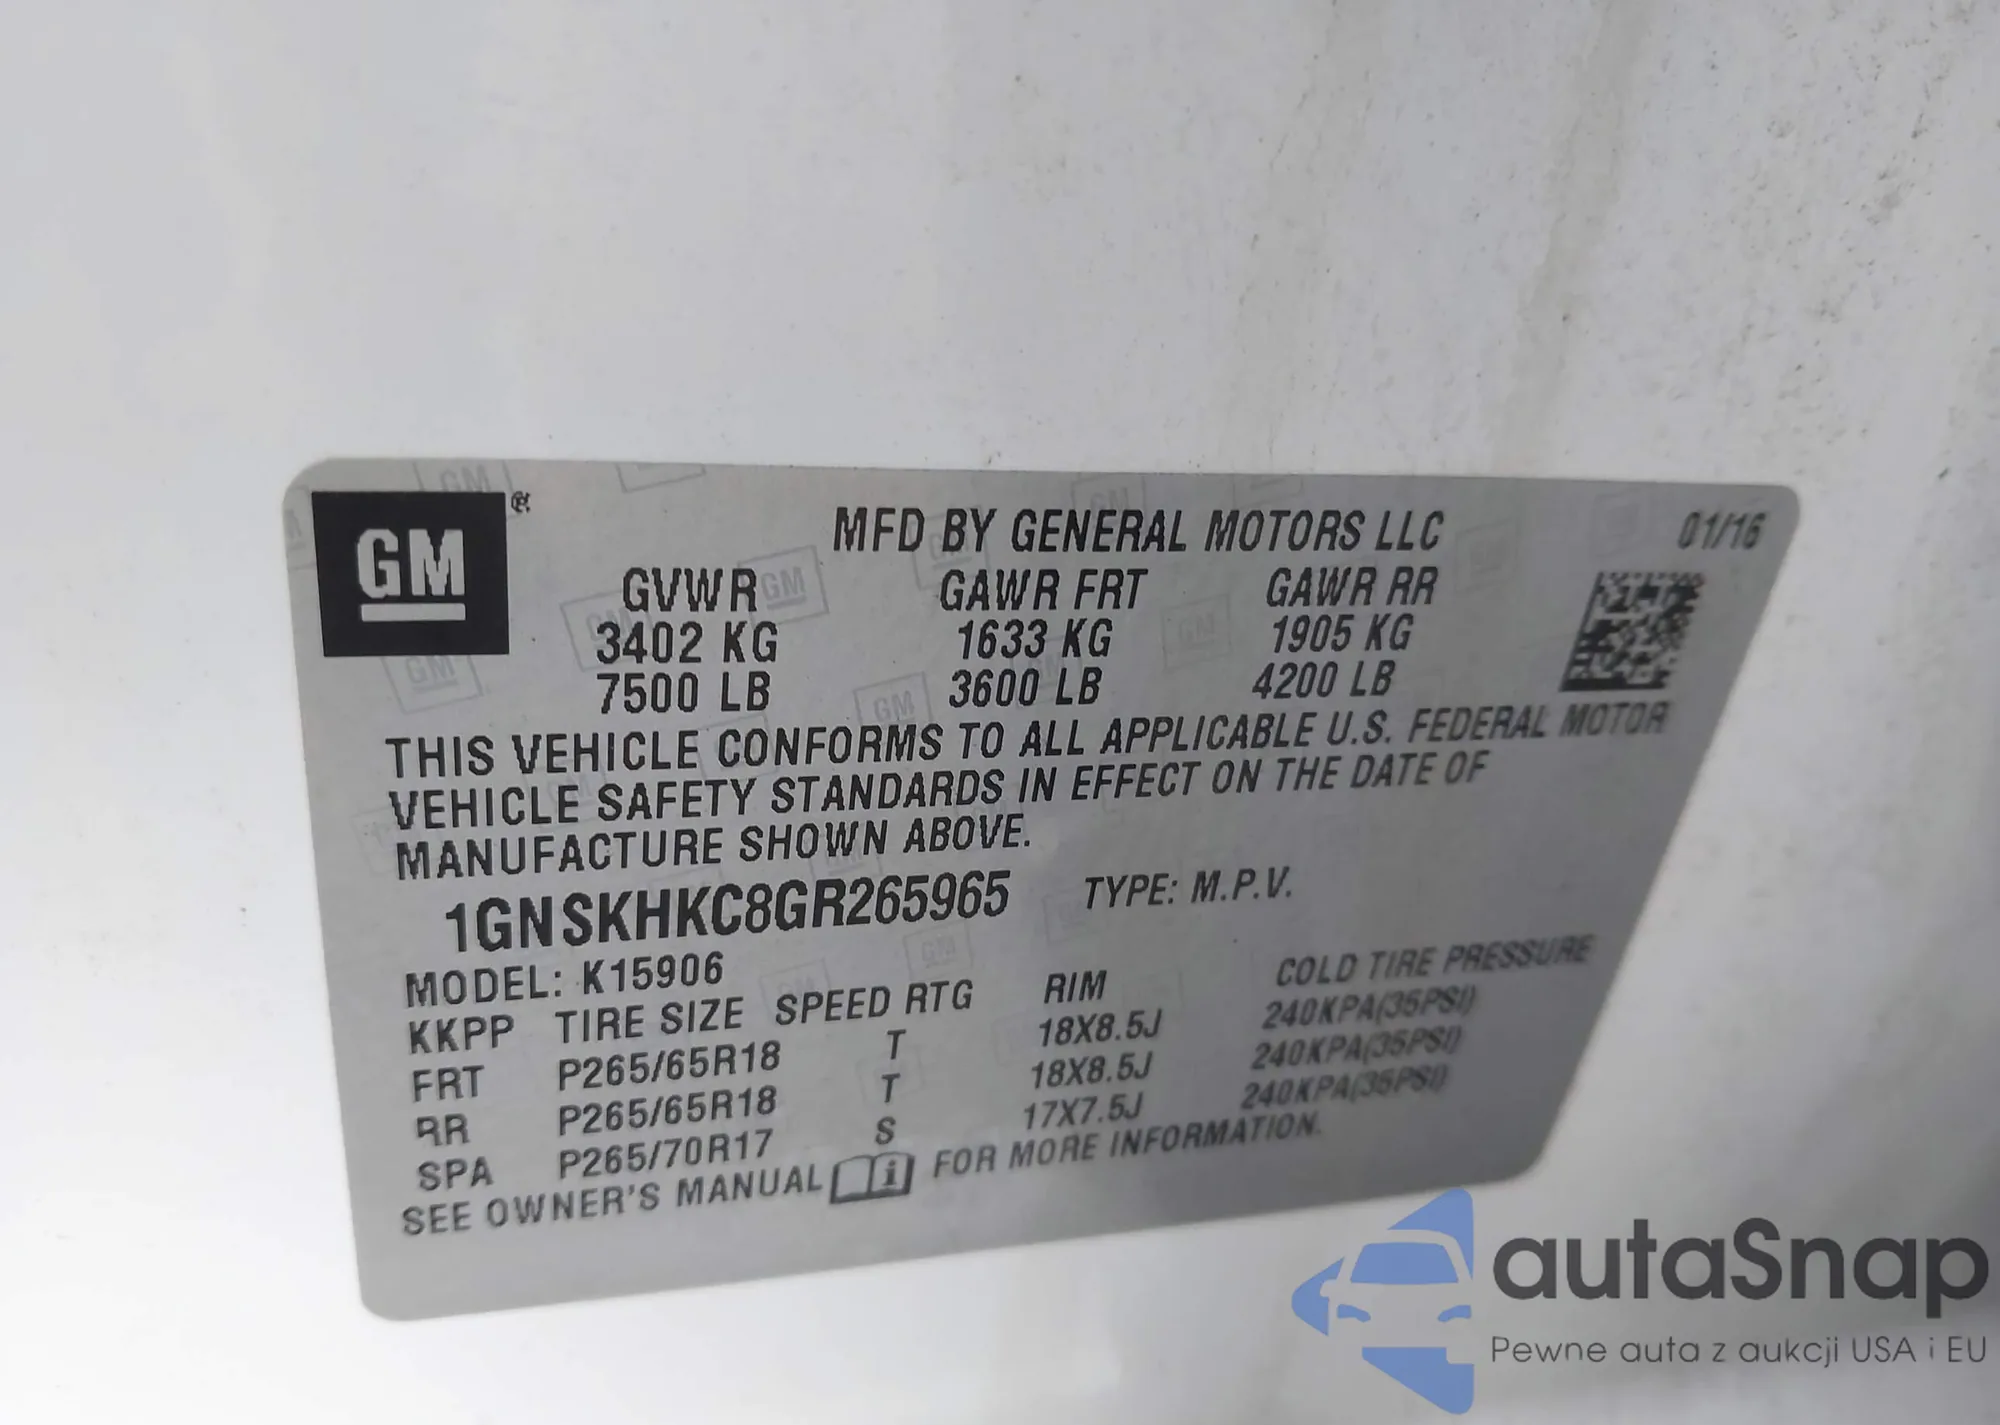 GM
MFD BY GENERAL MOTORS LLC 01/16
GVWR GAWR FRT GAWR RR
3402 KG 1633 KG 1905 KG
7500 LB 3600 LB 4200 LB
THIS VEHICLE CONFORMS TO ALL APPLICABLE U.S. FEDERAL MOTOR
VEHICLE SAFETY STANDARDS IN EFFECT ON THE DATE OF
MANUFACTURE SHOWN ABOVE.
1GNSKHKC8GR265965 TYPE: M.P.V.
MODEL: K15906
KKPP TIRE SIZE SPEED RTG RIM COLD TIRE PRESSURE
FRT P265/65R18 T 18X8.5J 240KPA(35PSI)
RR P265/65R18 T 18X8.5J 240KPA(35PSI)
SPA P265/70R17 S 17X7.5J 240KPA(35PSI)
SEE OWNER'S MANUAL i FOR MORE INFORMATION.
autaSnap
Pewne auta z aukcji USA i EU